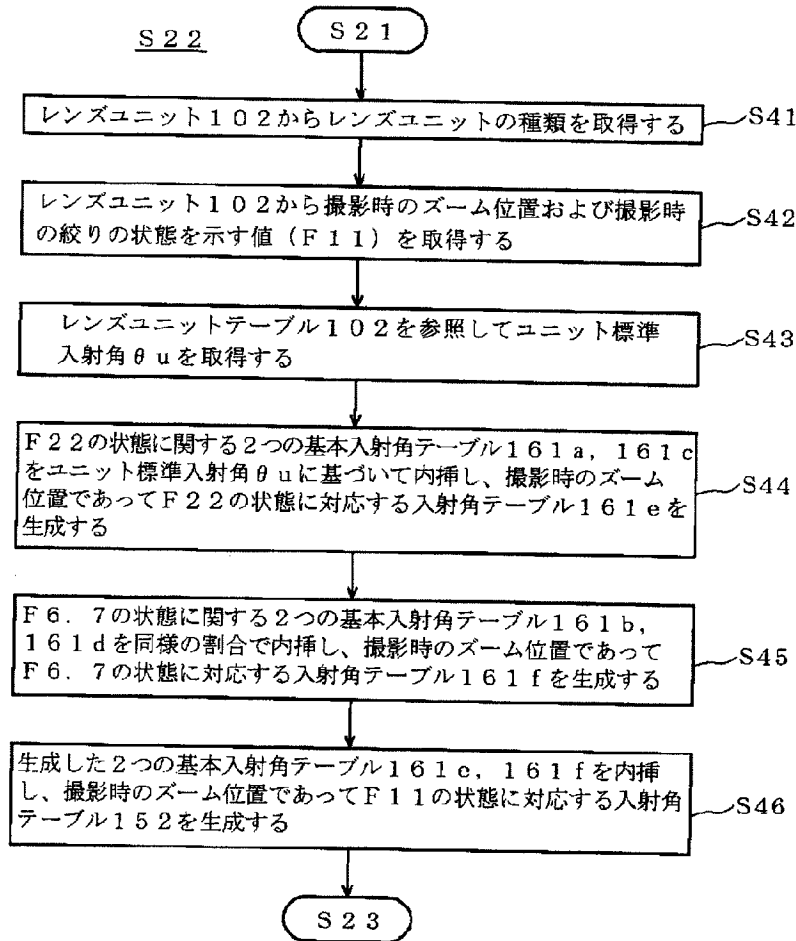 S22
S21
レンズユニット102からレンズユニットの種類を取得する
S41
レンズユニット102から撮影時のズーム位置および撮影時
の絞りの状態を示す値（F11）を取得する
S42
レンズユニットテーブル102を参照してユニット標準
入射角θuを取得する
S43
F22の状態に関する2つの基本入射角テーブル161a，161c
をユニット標準入射角θuに基づいて内挿し、撮影時のズーム
位置であってF22の状態に対応する入射角テーブル161eを
生成する
S44
F6．7の状態に関する2つの基本入射角テーブル161b，
161dを同様の割合で内挿し、撮影時のズーム位置であって
F6．7の状態に対応する入射角テーブル161fを生成する
S45
生成した2つの基本入射角テーブル161e，161fを内挿
し、撮影時のズーム位置であってF11の状態に対応する入射角
テーブル152を生成する
S46
S23